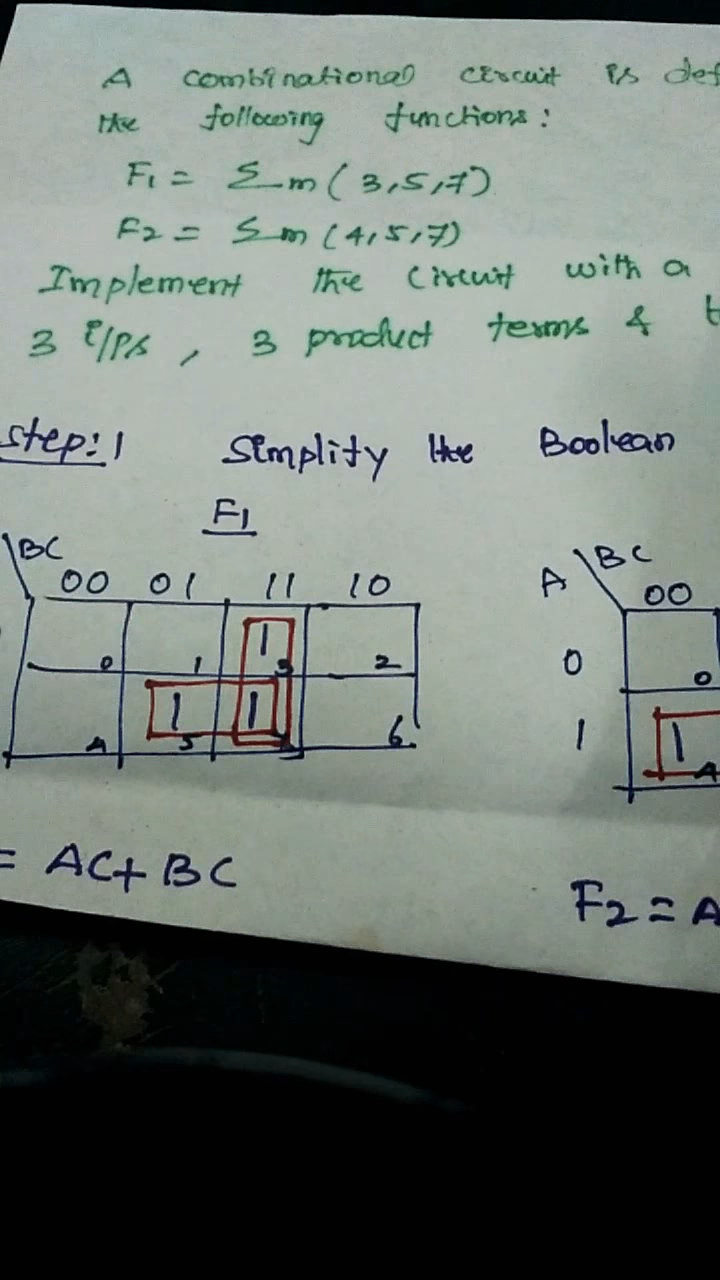 A combinational circuit is def
the following functions:
F1 = Σm(3,5,7)
F2 = Σm(4,5,7)
Implement the circuit with a
3 i/ps, 3 product terms & t
step:1 Simplify the Boolean
F1
BC
00 01 11 10
1
0 1 3 2
1 1
4 5 7 6
= AC+BC
A BC
00
0
0
1 1
4
F2 = A